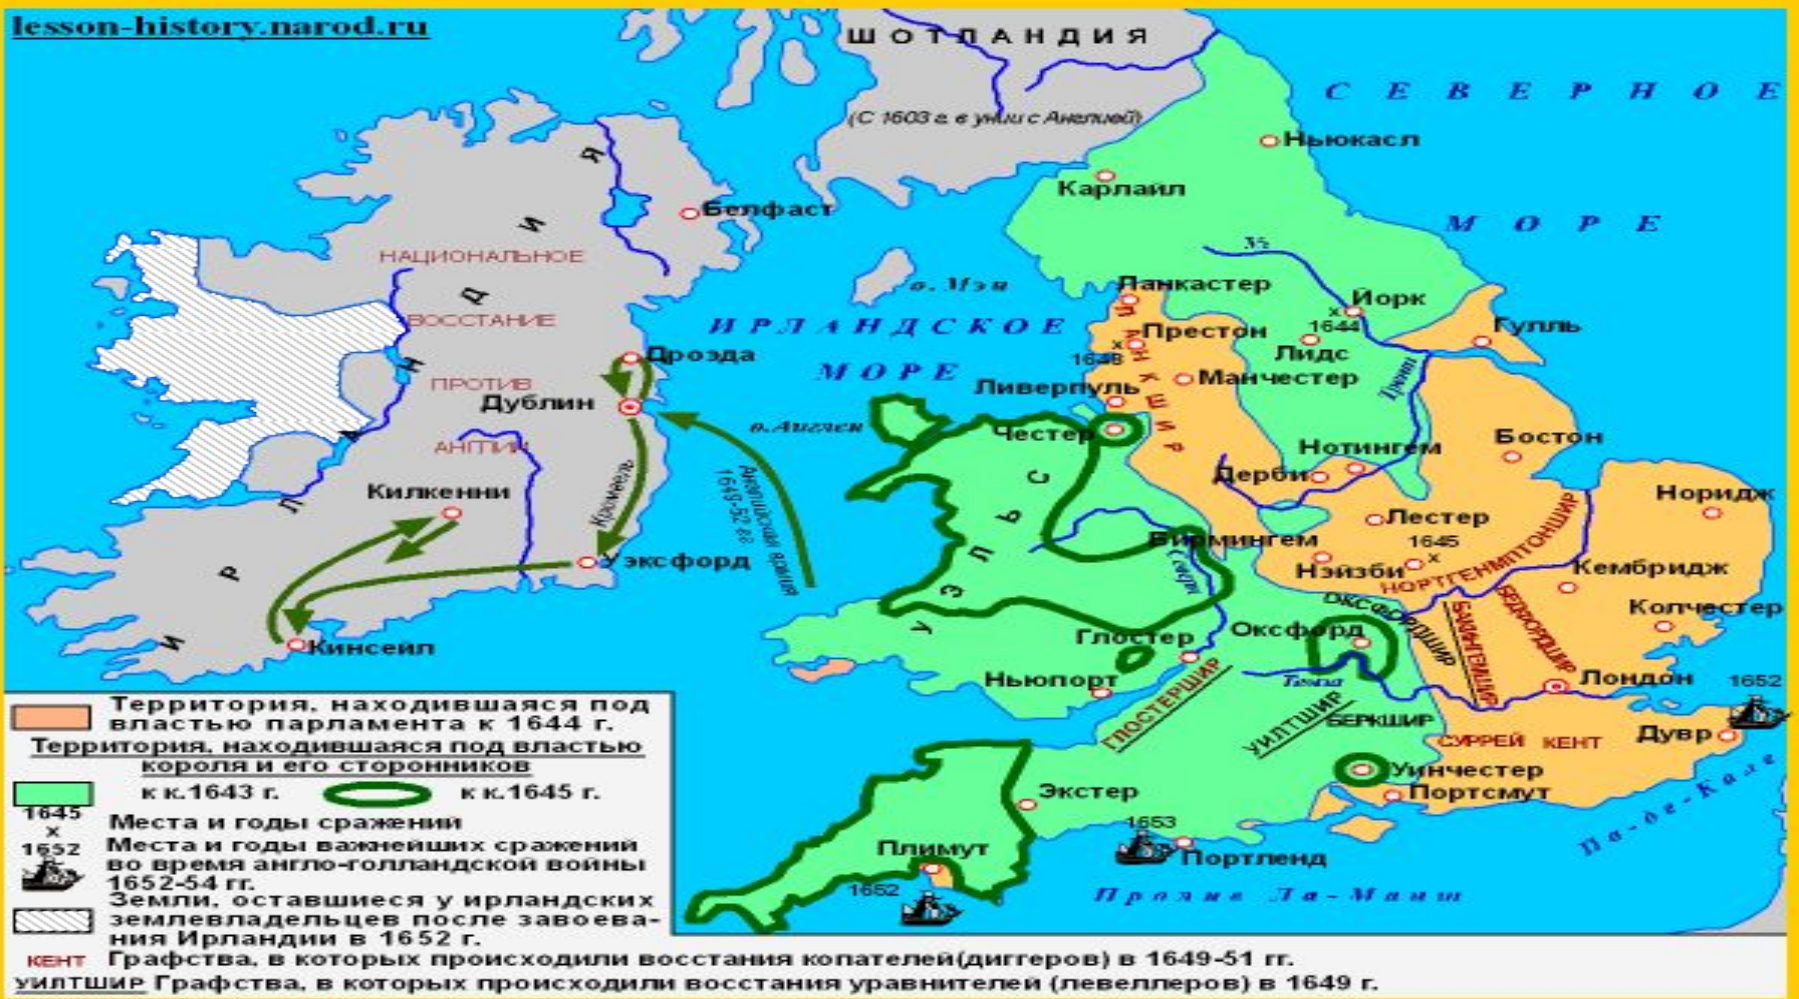 lesson-history.narod.ru
ШОТЛАНДИЯ
(С 1603 г. в унии с Англией)
СЕВЕРНОЕ
МОРЕ
Ньюкасл
Карлайл
Белфаст
ИРЛАНДИЯ
НАЦИОНАЛЬНОЕ
ВОССТАНИЕ
ПРОТИВ
АНГЛИИ
о. Мэн
ИРЛАНДСКОЕ
МОРЕ
Ланкастер
ЛАНКШИР
Престон
1648
Йорк
1644
Лидс
Гулль
Трент
Манчестер
Ливерпуль
Дрозда
Дублин
о.Англси
Честер
Нотингем
Дерби
Бостон
Норидж
Килкенни
Кромвель
Английская армия
1649-52 гг
Уэксфорд
Кинсейл
УЭЛЬС
Бирмингем
Северн
Лестер
1645
Нэйзби
НОРТГЕНМПТОНШИР
Кембридж
Колчестер
ОКСФОРДШИР
БАКИНГЕМШИР
БЕДФОРДШИР
Глостер
Оксфорд
Ньюпорт
ГЛОСТЕРШИР
Темза
УИЛТШИР
БЕРКШИР
Лондон
1652
СУРРЕЙ КЕНТ
Дувр
Уинчестер
Портсмут
Па-де-Кале
Экстер
1653
Портленд
Плимут
1652
Пролив Ла-Манш
Территория, находившаяся под
властью парламента к 1644 г.
Территория, находившаяся под властью
короля и его сторонников
к к.1643 г. к к.1645 г.
1645
x
Места и годы сражений
1652
Места и годы важнейших сражений
во время англо-голландской войны
1652-54 гг.
Земли, оставшиеся у ирландских
землевладельцев после завоева-
ния Ирландии в 1652 г.
КЕНТ Графства, в которых происходили восстания копателей(диггеров) в 1649-51 гг.
УИЛТШИР Графства, в которых происходили восстания уравнителей (левеллеров) в 1649 г.